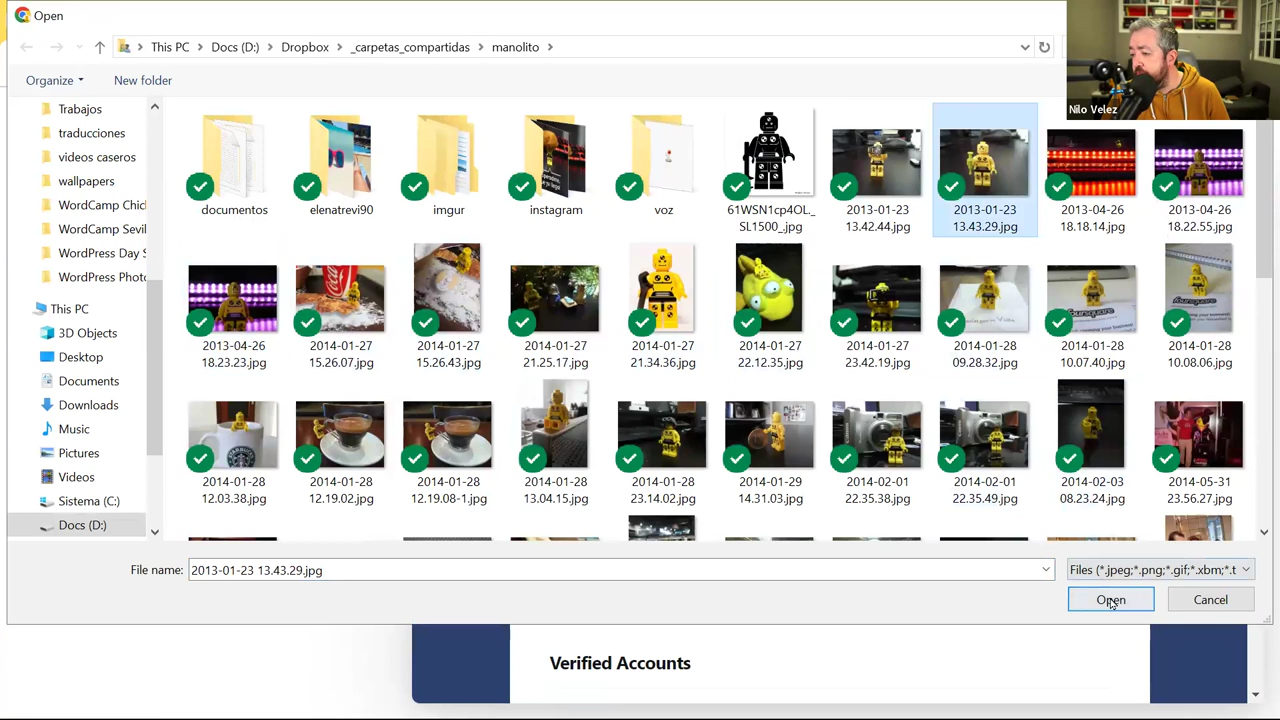 Open
This PC
Docs (D:)
Dropbox
_carpetas_compartidas
manolito
Nilo Velez
Organize
New folder
Trabajos
traducciones
videos caseros
wallpapers
WordCamp Chic
WordCamp Sevil
WordPress Day S
WordPress Photo
This PC
3D Objects
Desktop
Documents
Downloads
Music
Pictures
Videos
Sistema (C:)
Docs (D:)
documentos
elenatrevi90
imgur
instagram
voz
61WSN1cp4OL._
SL1500_.jpg
2013-01-23
13.42.44.jpg
2013-01-23
13.43.29.jpg
2013-04-26
18.18.14.jpg
2013-04-26
18.22.55.jpg
2013-04-26
18.23.23.jpg
2014-01-27
15.26.07.jpg
2014-01-27
15.26.43.jpg
2014-01-27
21.25.17.jpg
2014-01-27
21.34.36.jpg
2014-01-27
22.12.35.jpg
2014-01-27
23.42.19.jpg
2014-01-28
09.28.32.jpg
2014-01-28
10.07.40.jpg
2014-01-28
10.08.06.jpg
2014-01-28
12.03.38.jpg
2014-01-28
12.19.02.jpg
2014-01-28
12.19.08-1.jpg
2014-01-28
13.04.15.jpg
2014-01-28
23.14.02.jpg
2014-01-29
14.31.03.jpg
2014-02-01
22.35.38.jpg
2014-02-01
22.35.49.jpg
2014-02-03
08.23.24.jpg
2014-05-31
23.56.27.jpg
File name:
2013-01-23 13.43.29.jpg
Files (*.jpeg;*.png;*.gif;*.xbm;*.t
Open
Cancel
Verified Accounts